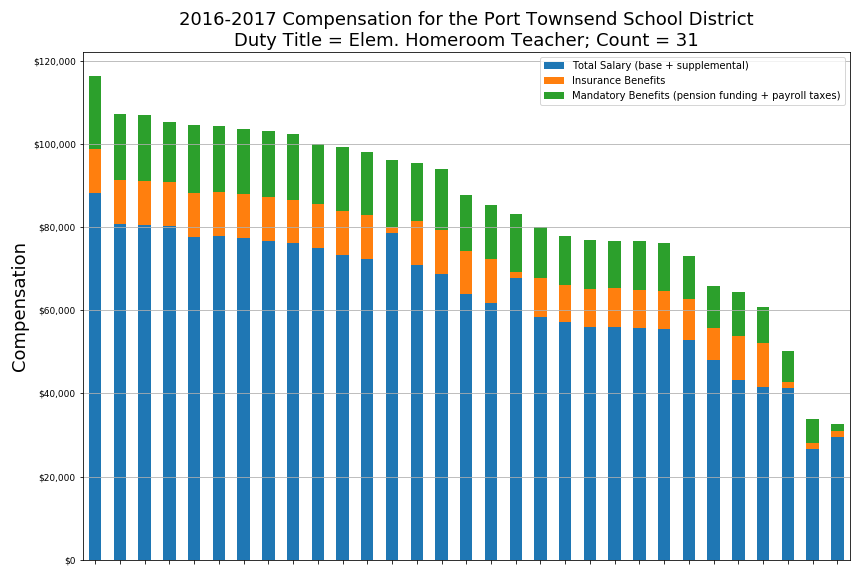 2016-2017 Compensation for the Port Townsend School District
Duty Title = Elem. Homeroom Teacher; Count = 31
Total Salary (base + supplemental)
Insurance Benefits
Mandatory Benefits (pension funding + payroll taxes)
Compensation
$120,000
$100,000
$80,000
$60,000
$40,000
$20,000
$0